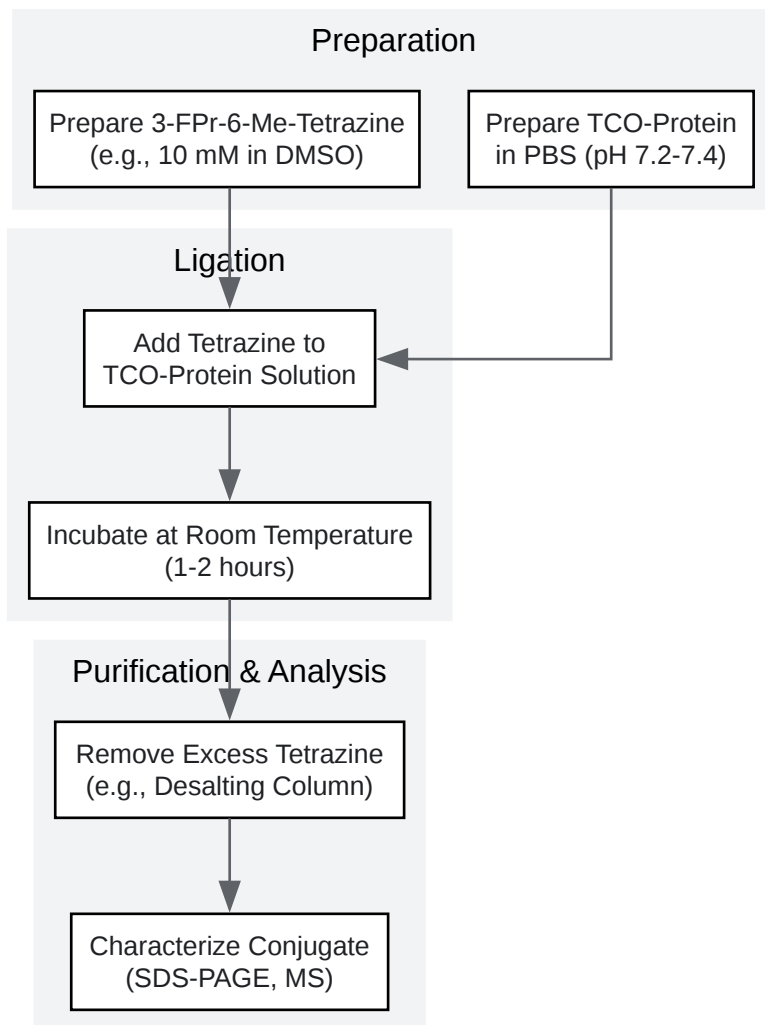 Preparation
Prepare 3-FPr-6-Me-Tetrazine
(e.g., 10 mM in DMSO)
Prepare TCO-Protein
in PBS (pH 7.2-7.4)
Ligation
Add Tetrazine to
TCO-Protein Solution
Incubate at Room Temperature
(1-2 hours)
Purification & Analysis
Remove Excess Tetrazine
(e.g., Desalting Column)
Characterize Conjugate
(SDS-PAGE, MS)